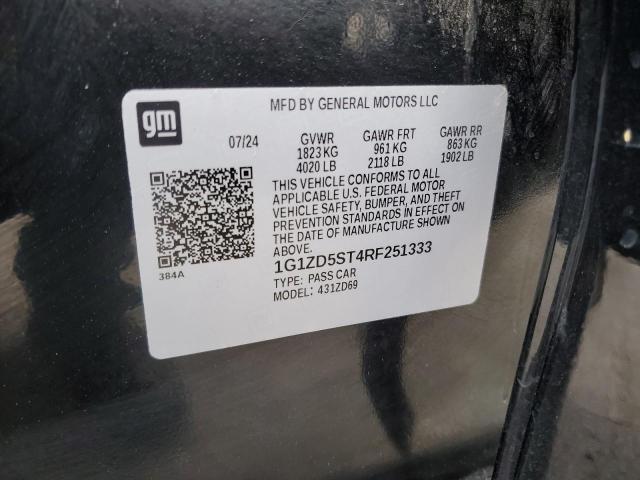 gm
MFD BY GENERAL MOTORS LLC
07/24 GVWR GAWR FRT GAWR RR
1823 KG 961 KG 863 KG
4020 LB 2118 LB 1902 LB
THIS VEHICLE CONFORMS TO ALL
APPLICABLE U.S. FEDERAL MOTOR
VEHICLE SAFETY, BUMPER, AND THEFT
PREVENTION STANDARDS IN EFFECT ON
THE DATE OF MANUFACTURE SHOWN
ABOVE.
384A
1G1ZD5ST4RF251333
TYPE: PASS CAR
MODEL: 431ZD69